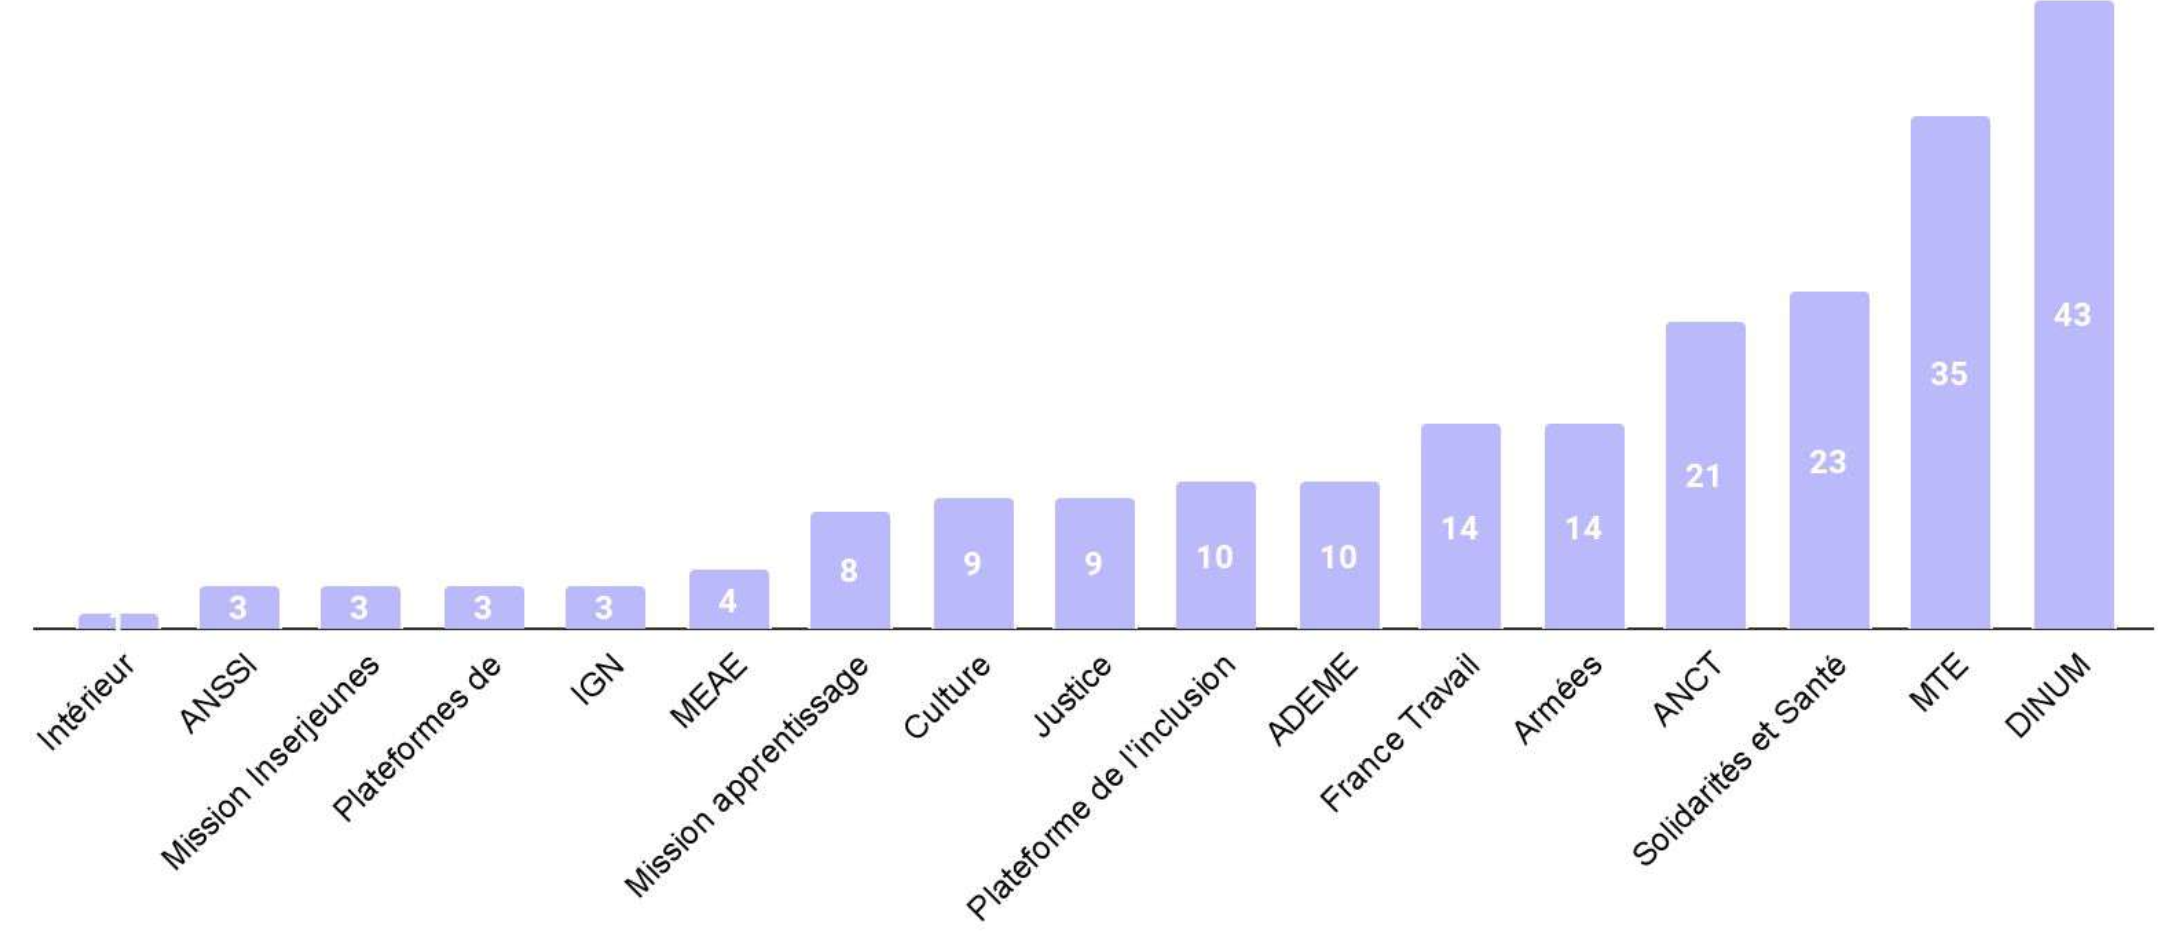 1
3
3
3
3
4
8
9
9
10
10
14
14
21
23
35
43
Intérieur
ANSSI
Mission Inserjeunes
Plateformes de
IGN
MEAE
Mission apprentissage
Culture
Justice
Plateforme de l'inclusion
ADEME
France Travail
Armées
ANCT
Solidarités et Santé
MTE
DINUM